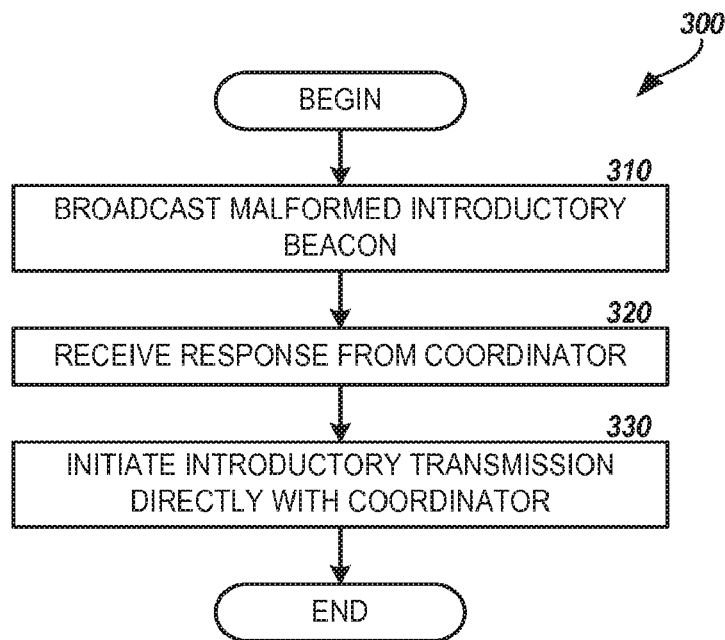 300
BEGIN
310
BROADCAST MALFORMED INTRODUCTORY
BEACON
320
RECEIVE RESPONSE FROM COORDINATOR
330
INITIATE INTRODUCTORY TRANSMISSION
DIRECTLY WITH COORDINATOR
END